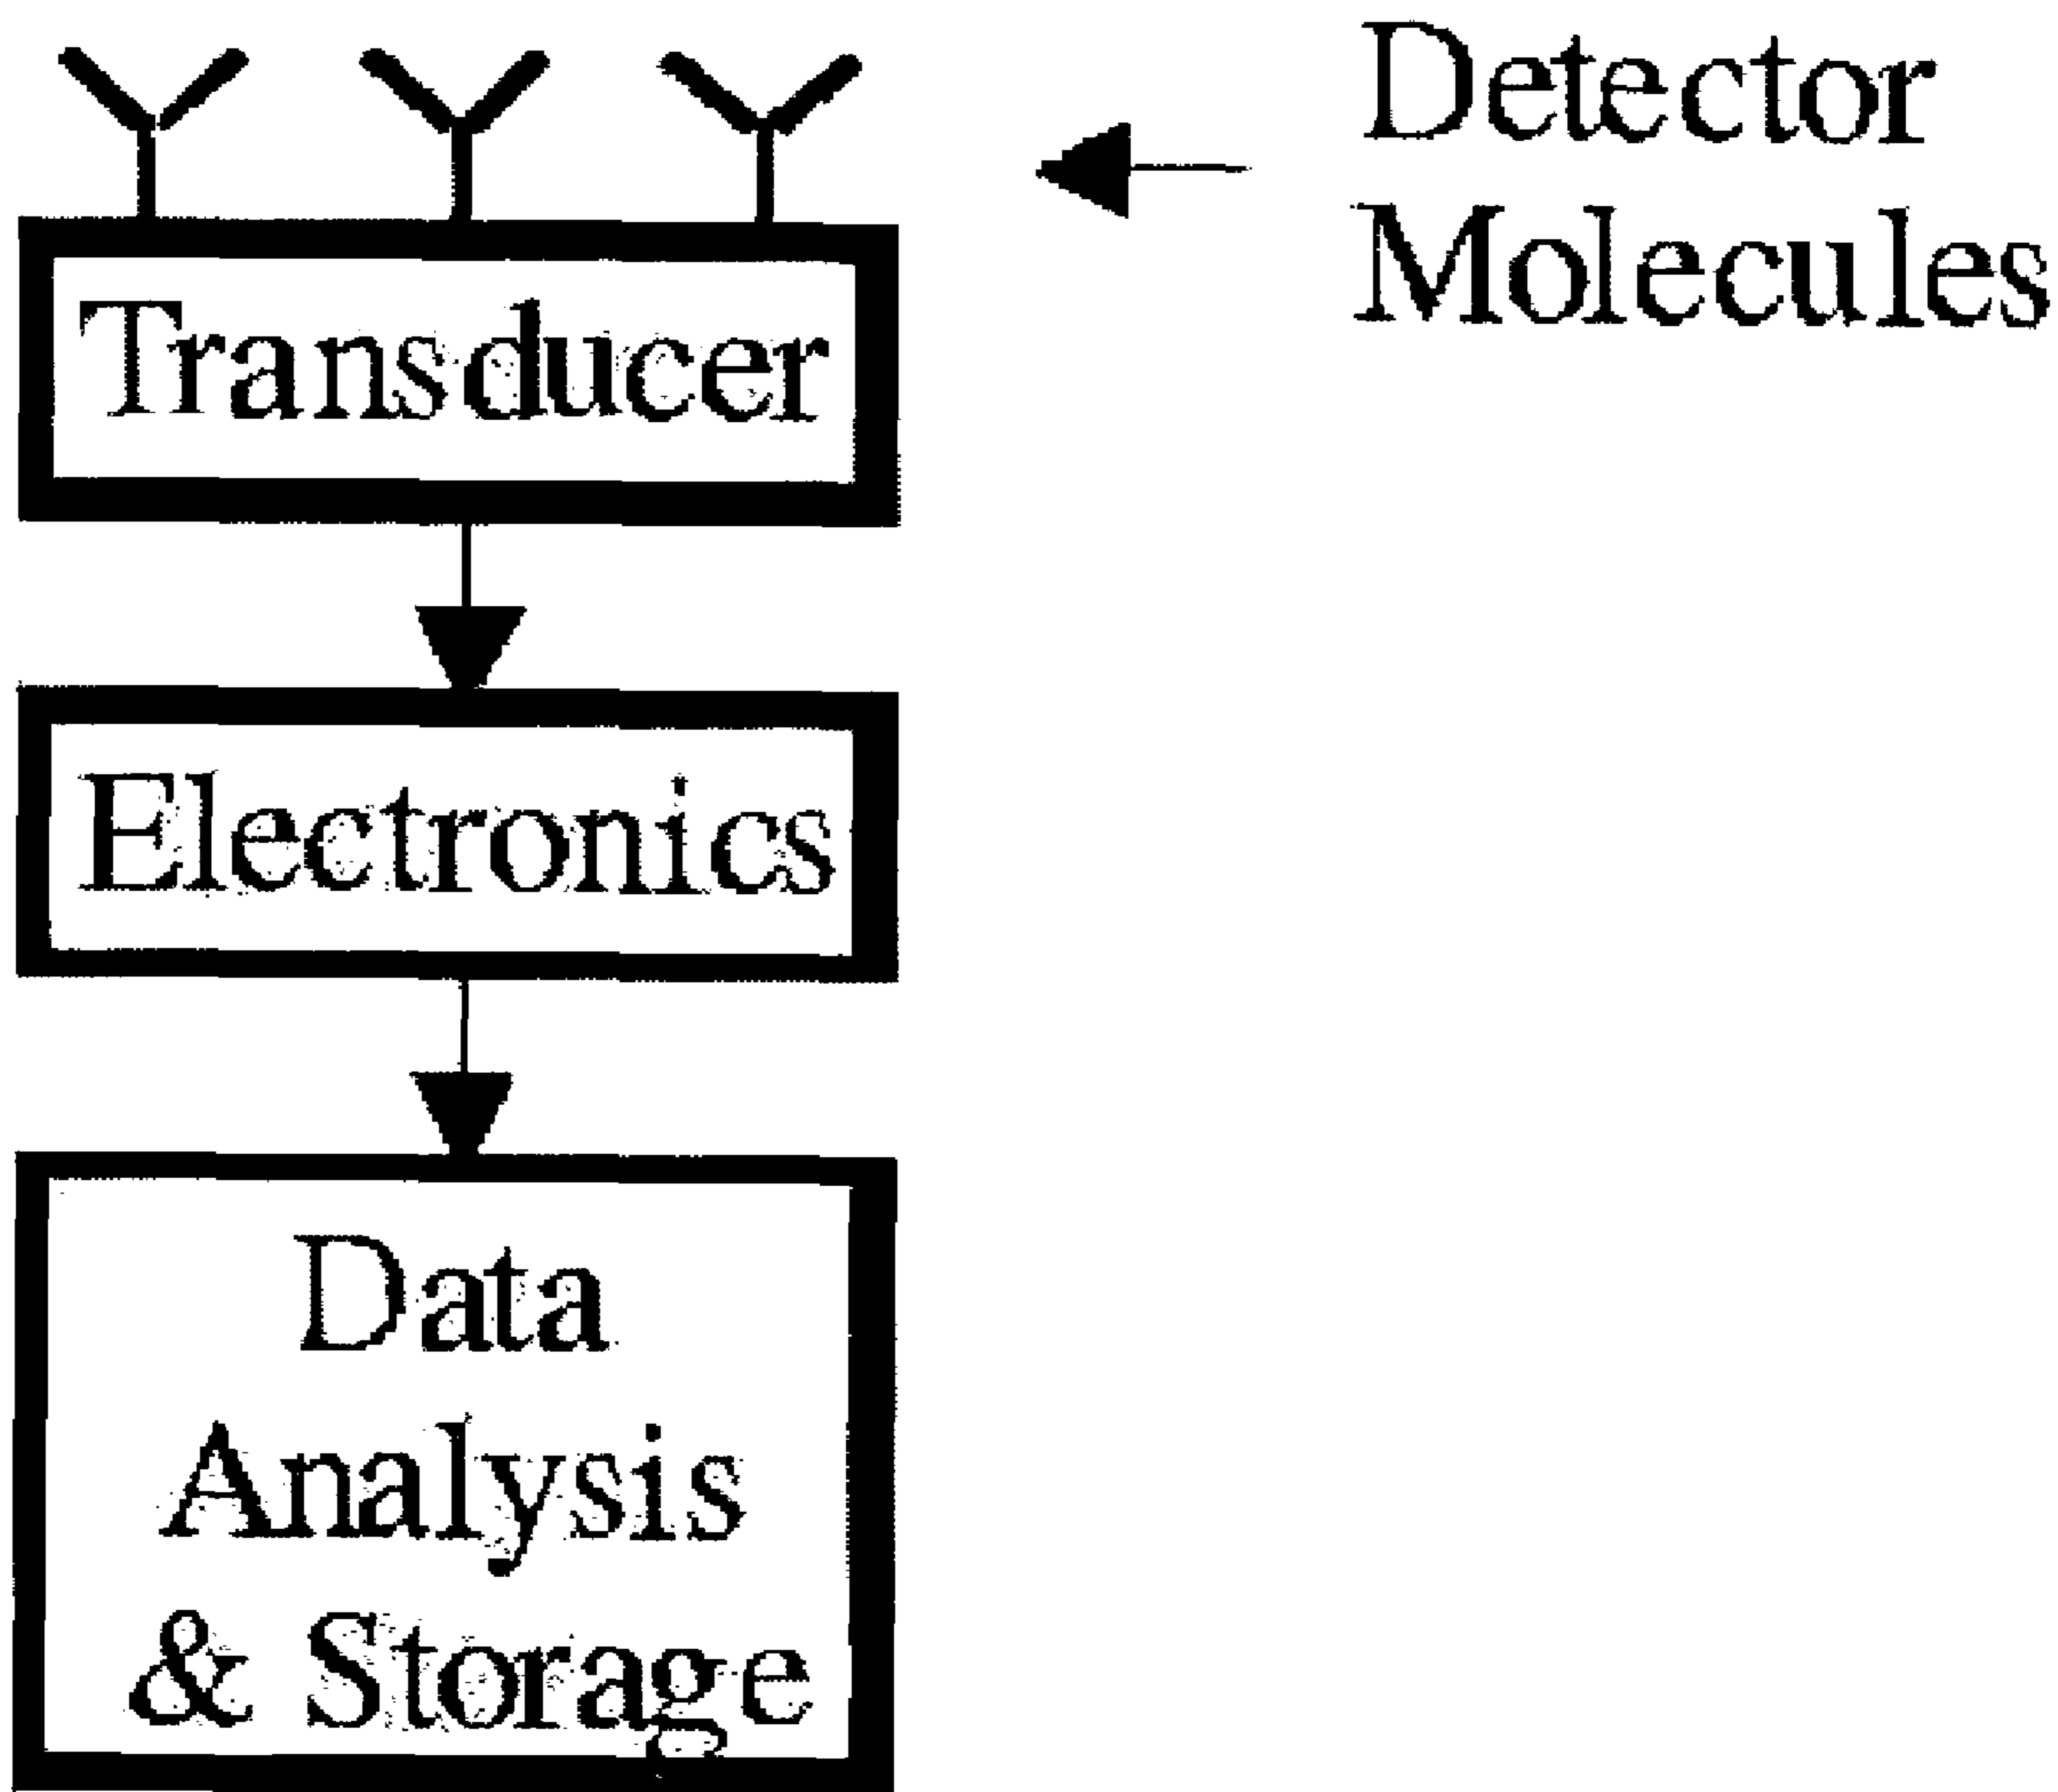 Detector
Molecules
Transducer
Electronics
Data
Analysis
& Storage